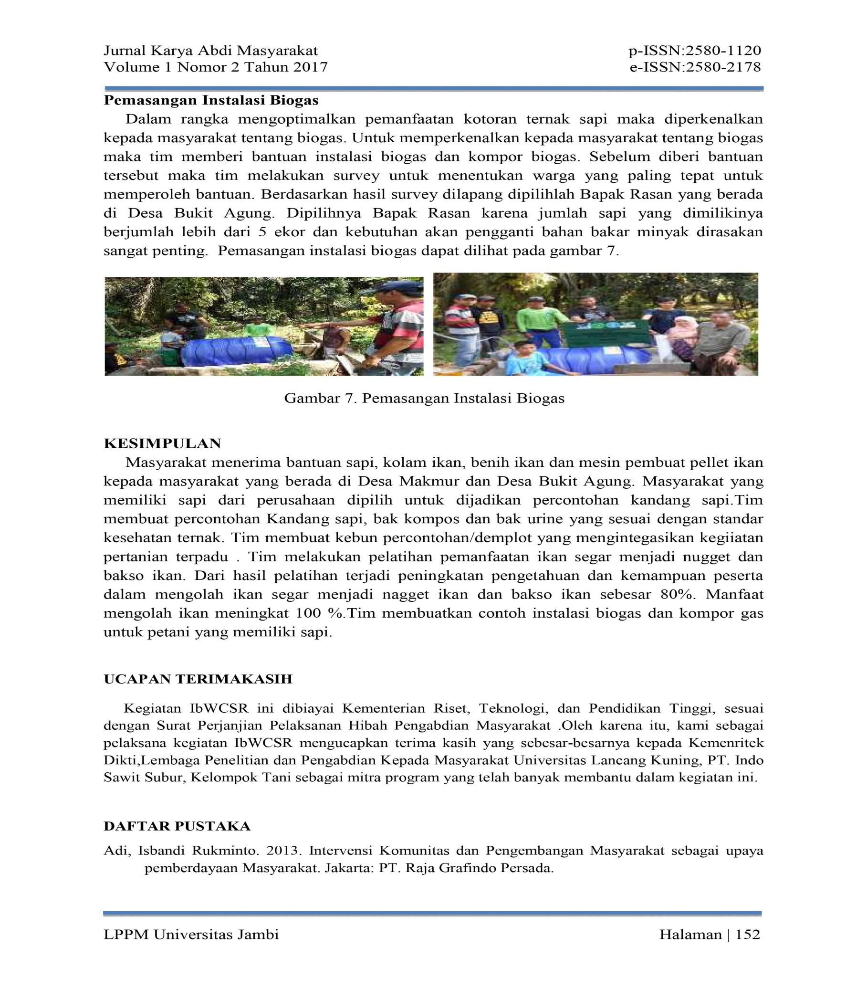 Jurnal Karya Abdi Masyarakat
Volume 1 Nomor 2 Tahun 2017
p-ISSN:2580-1120
e-ISSN:2580-2178
Pemasangan Instalasi Biogas
Dalam rangka mengoptimalkan pemanfaatan kotoran ternak sapi maka diperkenalkan
kepada masyarakat tentang biogas. Untuk memperkenalkan kepada masyarakat tentang biogas
maka tim memberi bantuan instalasi biogas dan kompor biogas. Sebelum diberi bantuan
tersebut maka tim melakukan survey untuk menentukan warga yang paling tepat untuk
memperoleh bantuan. Berdasarkan hasil survey dilapang dipilihlah Bapak Rasan yang berada
di Desa Bukit Agung. Dipilihnya Bapak Rasan karena jumlah sapi yang dimilikinya
berjumlah lebih dari 5 ekor dan kebutuhan akan pengganti bahan bakar minyak dirasakan
sangat penting.  Pemasangan instalasi biogas dapat dilihat pada gambar 7.
Gambar 7. Pemasangan Instalasi Biogas
KESIMPULAN
Masyarakat menerima bantuan sapi, kolam ikan, benih ikan dan mesin pembuat pellet ikan
kepada masyarakat yang berada di Desa Makmur dan Desa Bukit Agung. Masyarakat yang
memiliki sapi dari perusahaan dipilih untuk dijadikan percontohan kandang sapi.Tim
membuat percontohan Kandang sapi, bak kompos dan bak urine yang sesuai dengan standar
kesehatan ternak. Tim membuat kebun percontohan/demplot yang mengintegasikan kegiiatan
pertanian terpadu . Tim melakukan pelatihan pemanfaatan ikan segar menjadi nugget dan
bakso ikan. Dari hasil pelatihan terjadi peningkatan pengetahuan dan kemampuan peserta
dalam mengolah ikan segar menjadi nagget ikan dan bakso ikan sebesar 80%. Manfaat
mengolah ikan meningkat 100 %.Tim membuatkan contoh instalasi biogas dan kompor gas
untuk petani yang memiliki sapi.
UCAPAN TERIMAKASIH
Kegiatan IbWCSR ini dibiayai Kementerian Riset, Teknologi, dan Pendidikan Tinggi, sesuai
dengan Surat Perjanjian Pelaksanan Hibah Pengabdian Masyarakat .Oleh karena itu, kami sebagai
pelaksana kegiatan IbWCSR mengucapkan terima kasih yang sebesar-besarnya kepada Kemenritek
Dikti,Lembaga Penelitian dan Pengabdian Kepada Masyarakat Universitas Lancang Kuning, PT. Indo
Sawit Subur, Kelompok Tani sebagai mitra program yang telah banyak membantu dalam kegiatan ini.
DAFTAR PUSTAKA
Adi, Isbandi Rukminto. 2013. Intervensi Komunitas dan Pengembangan Masyarakat sebagai upaya
pemberdayaan Masyarakat. Jakarta: PT. Raja Grafindo Persada.
LPPM Universitas Jambi
Halaman | 152